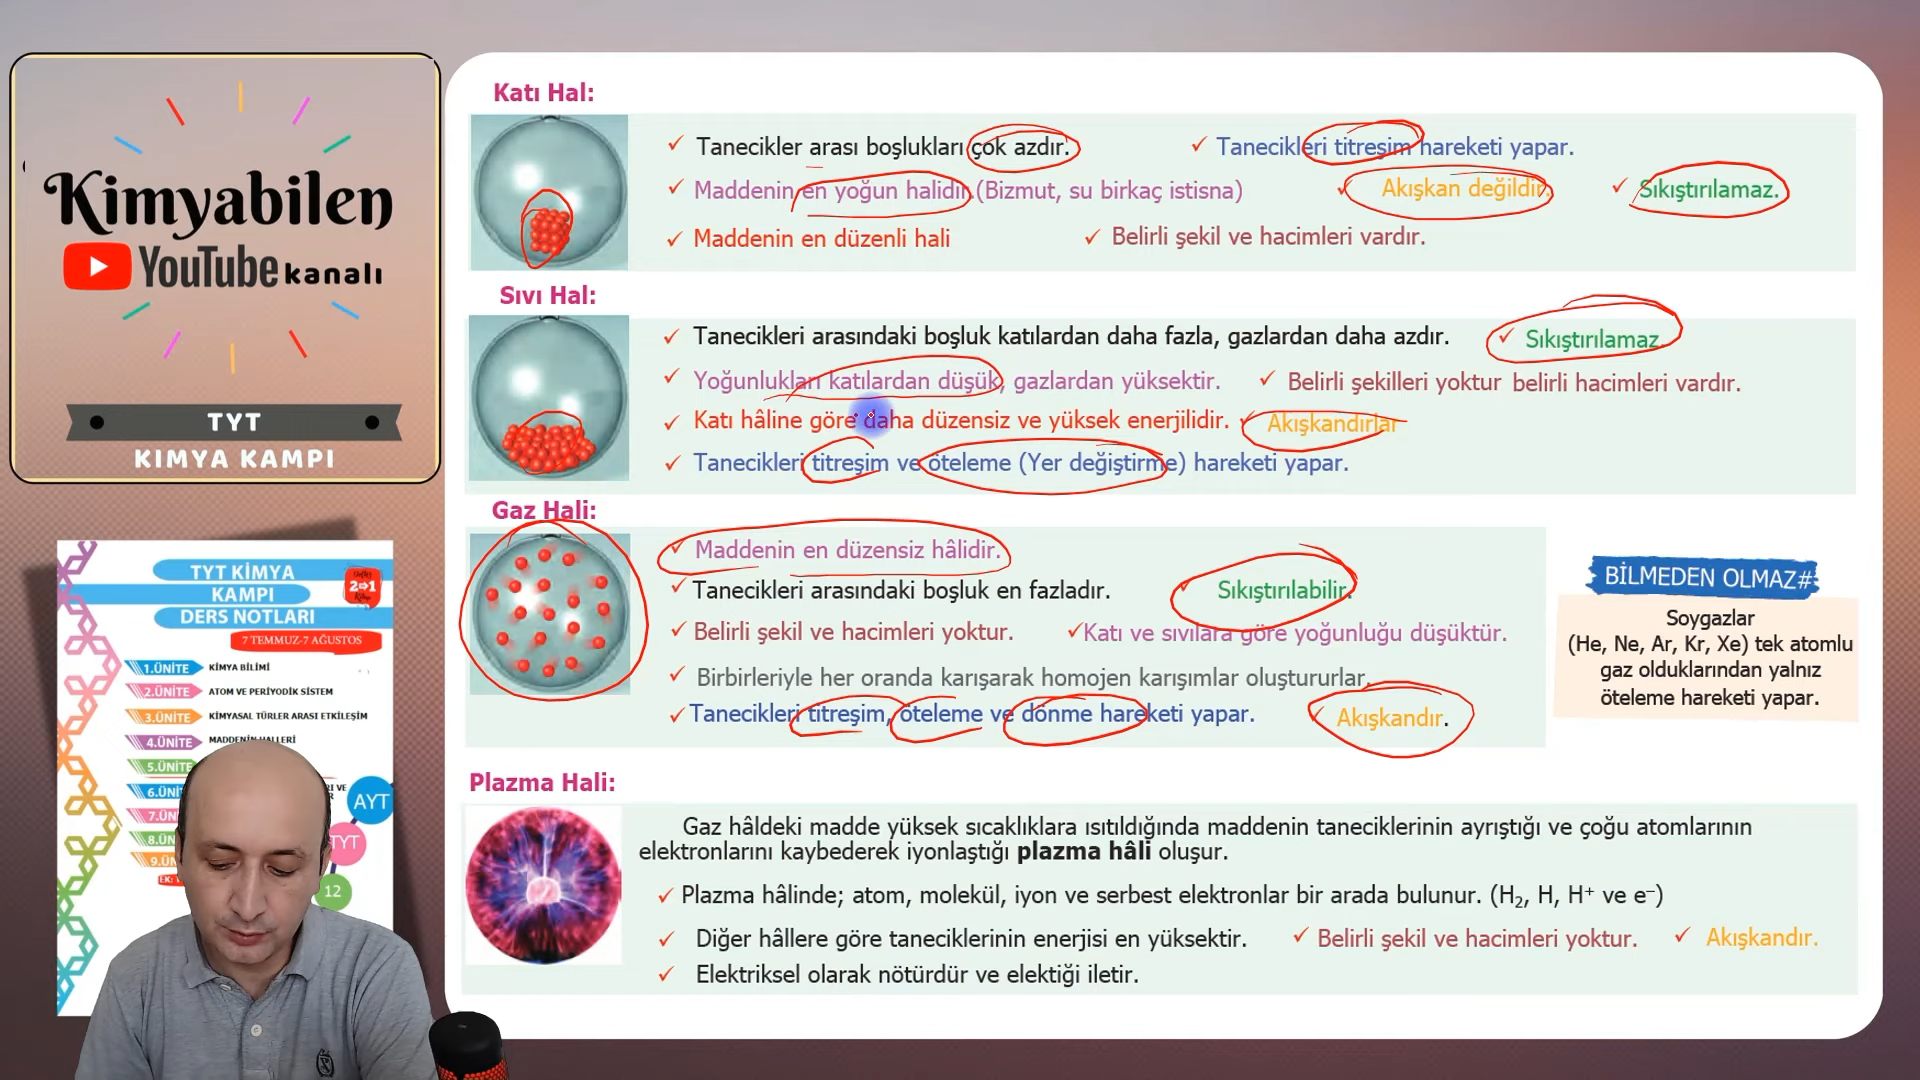 Kimyabilen
YouTube kanalı
TYT
KIMYA KAMPI
TYT KİMYA
KAMPI
DERS NOTLARI
2➩1
7 TEMMUZ-7 AĞUSTOS
1.ÜNİTE KİMYA BİLİMİ
2.ÜNİTE ATOM VE PERİYODİK SİSTEM
3.ÜNİTE KİMYASAL TÜRLER ARASI ETKİLEŞİM
4.ÜNİTE MADDENİN HALLERİ
5.ÜNİTE
AYT
TYT
12
Katı Hal:
✓ Tanecikler arası boşlukları çok azdır. ✓ Tanecikleri titreşim hareketi yapar.
✓ Maddenin en yoğun halidir.(Bizmut, su birkaç istisna) ✓ Akışkan değildir. ✓ Sıkıştırılamaz.
✓ Maddenin en düzenli hali ✓ Belirli şekil ve hacimleri vardır.
Sıvı Hal:
✓ Tanecikleri arasındaki boşluk katılardan daha fazla, gazlardan daha azdır. ✓ Sıkıştırılamaz.
✓ Yoğunlukları katılardan düşük, gazlardan yüksektir. ✓ Belirli şekilleri yoktur belirli hacimleri vardır.
✓ Katı hâline göre daha düzensiz ve yüksek enerjilidir. ✓ Akışkandırlar
✓ Tanecikleri titreşim ve öteleme (Yer değiştirme) hareketi yapar.
Gaz Hali:
✓ Maddenin en düzensiz hâlidir.
✓ Tanecikleri arasındaki boşluk en fazladır. ✓ Sıkıştırılabilir.
✓ Belirli şekil ve hacimleri yoktur. ✓ Katı ve sıvılara göre yoğunluğu düşüktür.
✓ Birbirleriyle her oranda karışarak homojen karışımlar oluştururlar.
✓ Tanecikleri titreşim, öteleme ve dönme hareketi yapar. ✓ Akışkandır.
BİLMEDEN OLMAZ#
Soygazlar
(He, Ne, Ar, Kr, Xe) tek atomlu
gaz olduklarından yalnız
öteleme hareketi yapar.
Plazma Hali:
Gaz hâldeki madde yüksek sıcaklıklara ısıtıldığında maddenin taneciklerinin ayrıştığı ve çoğu atomlarının
elektronlarını kaybederek iyonlaştığı plazma hâli oluşur.
✓ Plazma hâlinde; atom, molekül, iyon ve serbest elektronlar bir arada bulunur. (H₂, H, H⁺ ve e⁻)
✓ Diğer hâllere göre taneciklerinin enerjisi en yüksektir. ✓ Belirli şekil ve hacimleri yoktur. ✓ Akışkandır.
✓ Elektriksel olarak nötürdür ve elektiği iletir.